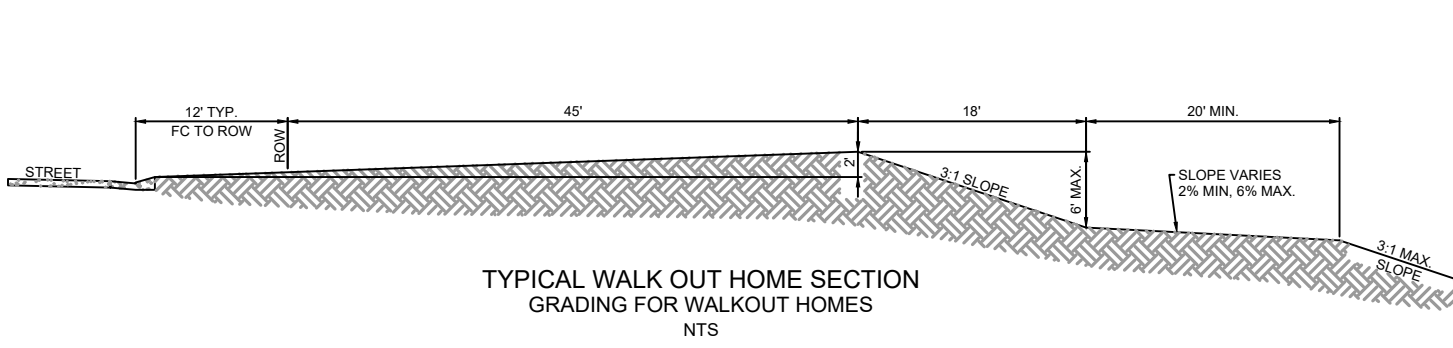 12' TYP.
FC TO ROW
ROW
45'
18'
20' MIN.
STREET
2'
3:1 SLOPE
6' MAX.
SLOPE VARIES
2% MIN, 6% MAX.
3:1 MAX.
SLOPE
TYPICAL WALK OUT HOME SECTION
GRADING FOR WALKOUT HOMES
NTS